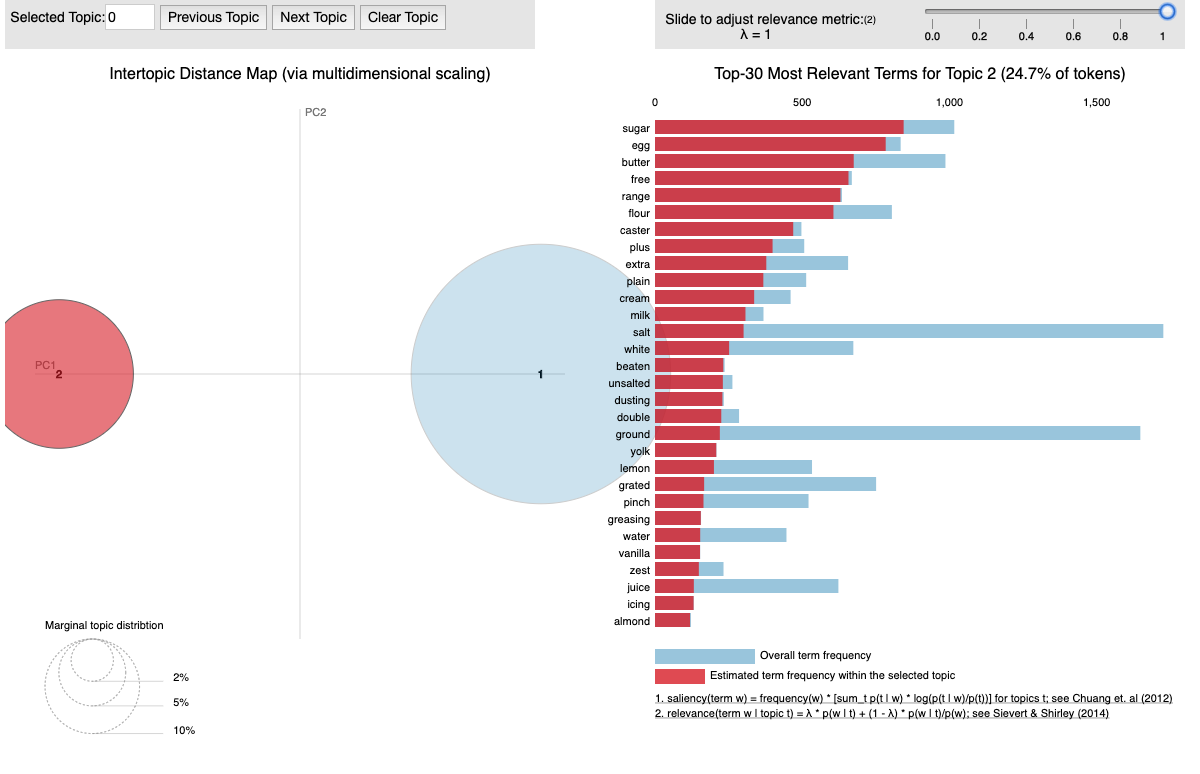 Selected Topic: 0 Previous Topic Next Topic Clear Topic
Slide to adjust relevance metric:(2)
λ = 1
0.0 0.2 0.4 0.6 0.8 1
Intertopic Distance Map (via multidimensional scaling)
PC2
PC1
2
1
Marginal topic distribtion
2%
5%
10%
Top-30 Most Relevant Terms for Topic 2 (24.7% of tokens)
0 500 1,000 1,500
sugar
egg
butter
free
range
flour
caster
plus
extra
plain
cream
milk
salt
white
beaten
unsalted
dusting
double
ground
yolk
lemon
grated
pinch
greasing
water
vanilla
zest
juice
icing
almond
Overall term frequency
Estimated term frequency within the selected topic
1. saliency(term w) = frequency(w) * [sum_t p(t | w) * log(p(t | w)/p(t))] for topics t; see Chuang et. al (2012)
2. relevance(term w | topic t) = λ * p(w | t) + (1 - λ) * p(w | t)/p(w); see Sievert & Shirley (2014)